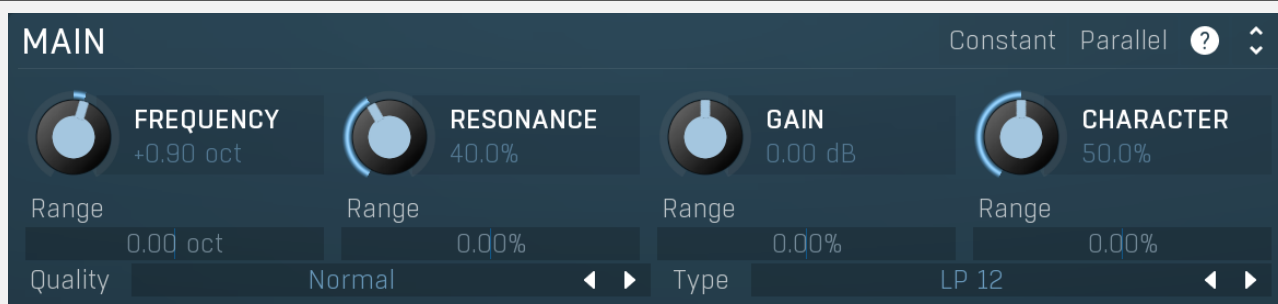 MAIN Constant Parallel ?
FREQUENCY RESONANCE GAIN CHARACTER
+0.90 oct 40.0% 0.00 dB 50.0%
Range Range Range Range
0.00 oct 0.00% 0.00% 0.00%
Quality Normal Type LP 12